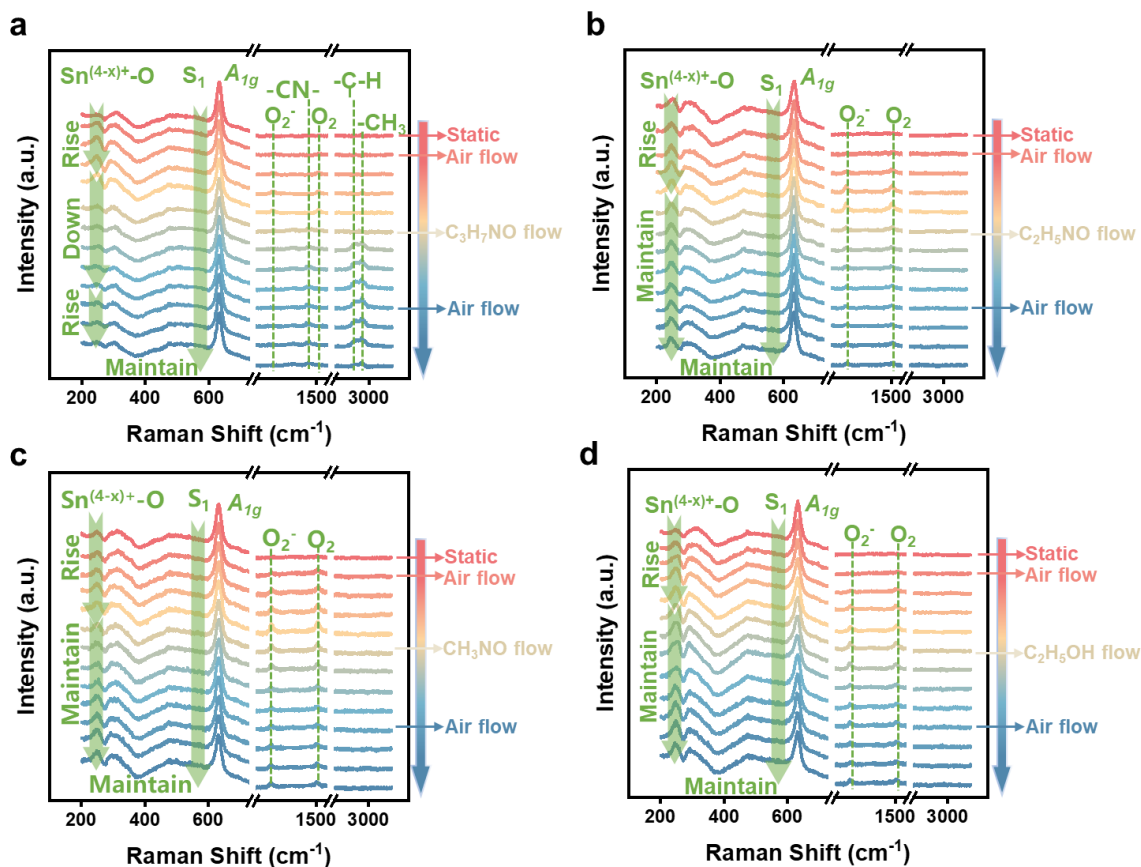 a
Sn(4-x)+-O
S1
A1g
-CN-
-C-H
O2-
O2
-CH3
Rise
Down
Rise
Maintain
Static
Air flow
C3H7NO flow
Air flow
Intensity (a.u.)
200 400 600 1500 3000
Raman Shift (cm-1)
b
Sn(4-x)+-O
S1
A1g
O2-
O2
Rise
Maintain
Maintain
Static
Air flow
C2H5NO flow
Air flow
Intensity (a.u.)
200 400 600 1500 3000
Raman Shift (cm-1)
c
Sn(4-x)+-O
S1
A1g
O2-
O2
Rise
Maintain
Maintain
Static
Air flow
CH3NO flow
Air flow
Intensity (a.u.)
200 400 600 1500 3000
Raman Shift (cm-1)
d
Sn(4-x)+-O
S1
A1g
O2-
O2
Rise
Maintain
Maintain
Static
Air flow
C2H5OH flow
Air flow
Intensity (a.u.)
200 400 600 1500 3000
Raman Shift (cm-1)